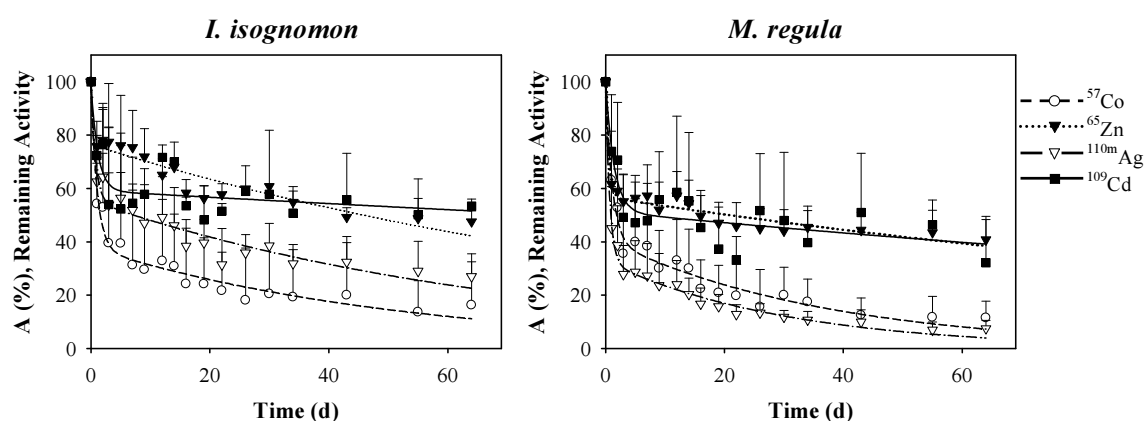 I. isognomon
M. regula
A (%), Remaining Activity
100
80
60
40
20
0
0 20 40 60
Time (d)
A (%), Remaining Activity
100
80
60
40
20
0
0 20 40 60
Time (d)
⁵⁷Co
⁶⁵Zn
¹¹⁰ᵐAg
¹⁰⁹Cd